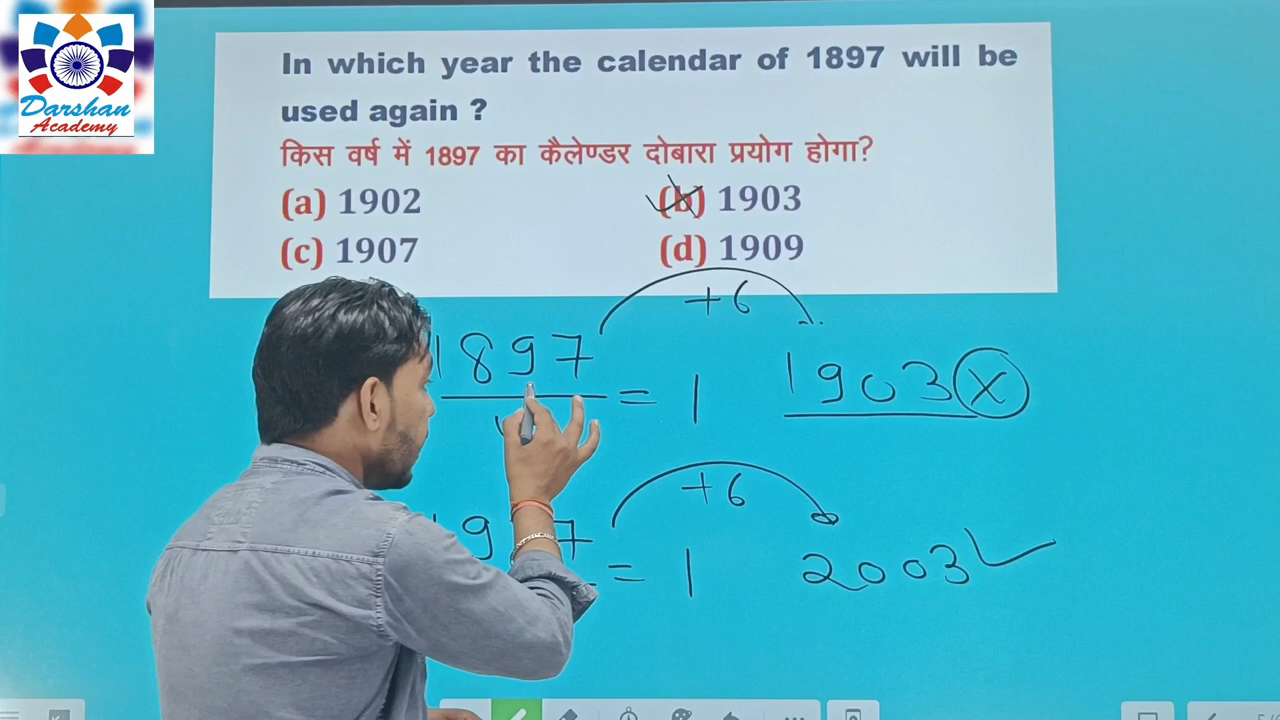 Darshan
Academy
In which year the calendar of 1897 will be
used again ?
किस वर्ष में 1897 का कैलेण्डर दोबारा प्रयोग होगा?
(a) 1902
(b) 1903
(c) 1907
(d) 1909
+6
1897
= 1
1903 X
+6
= 1
2003